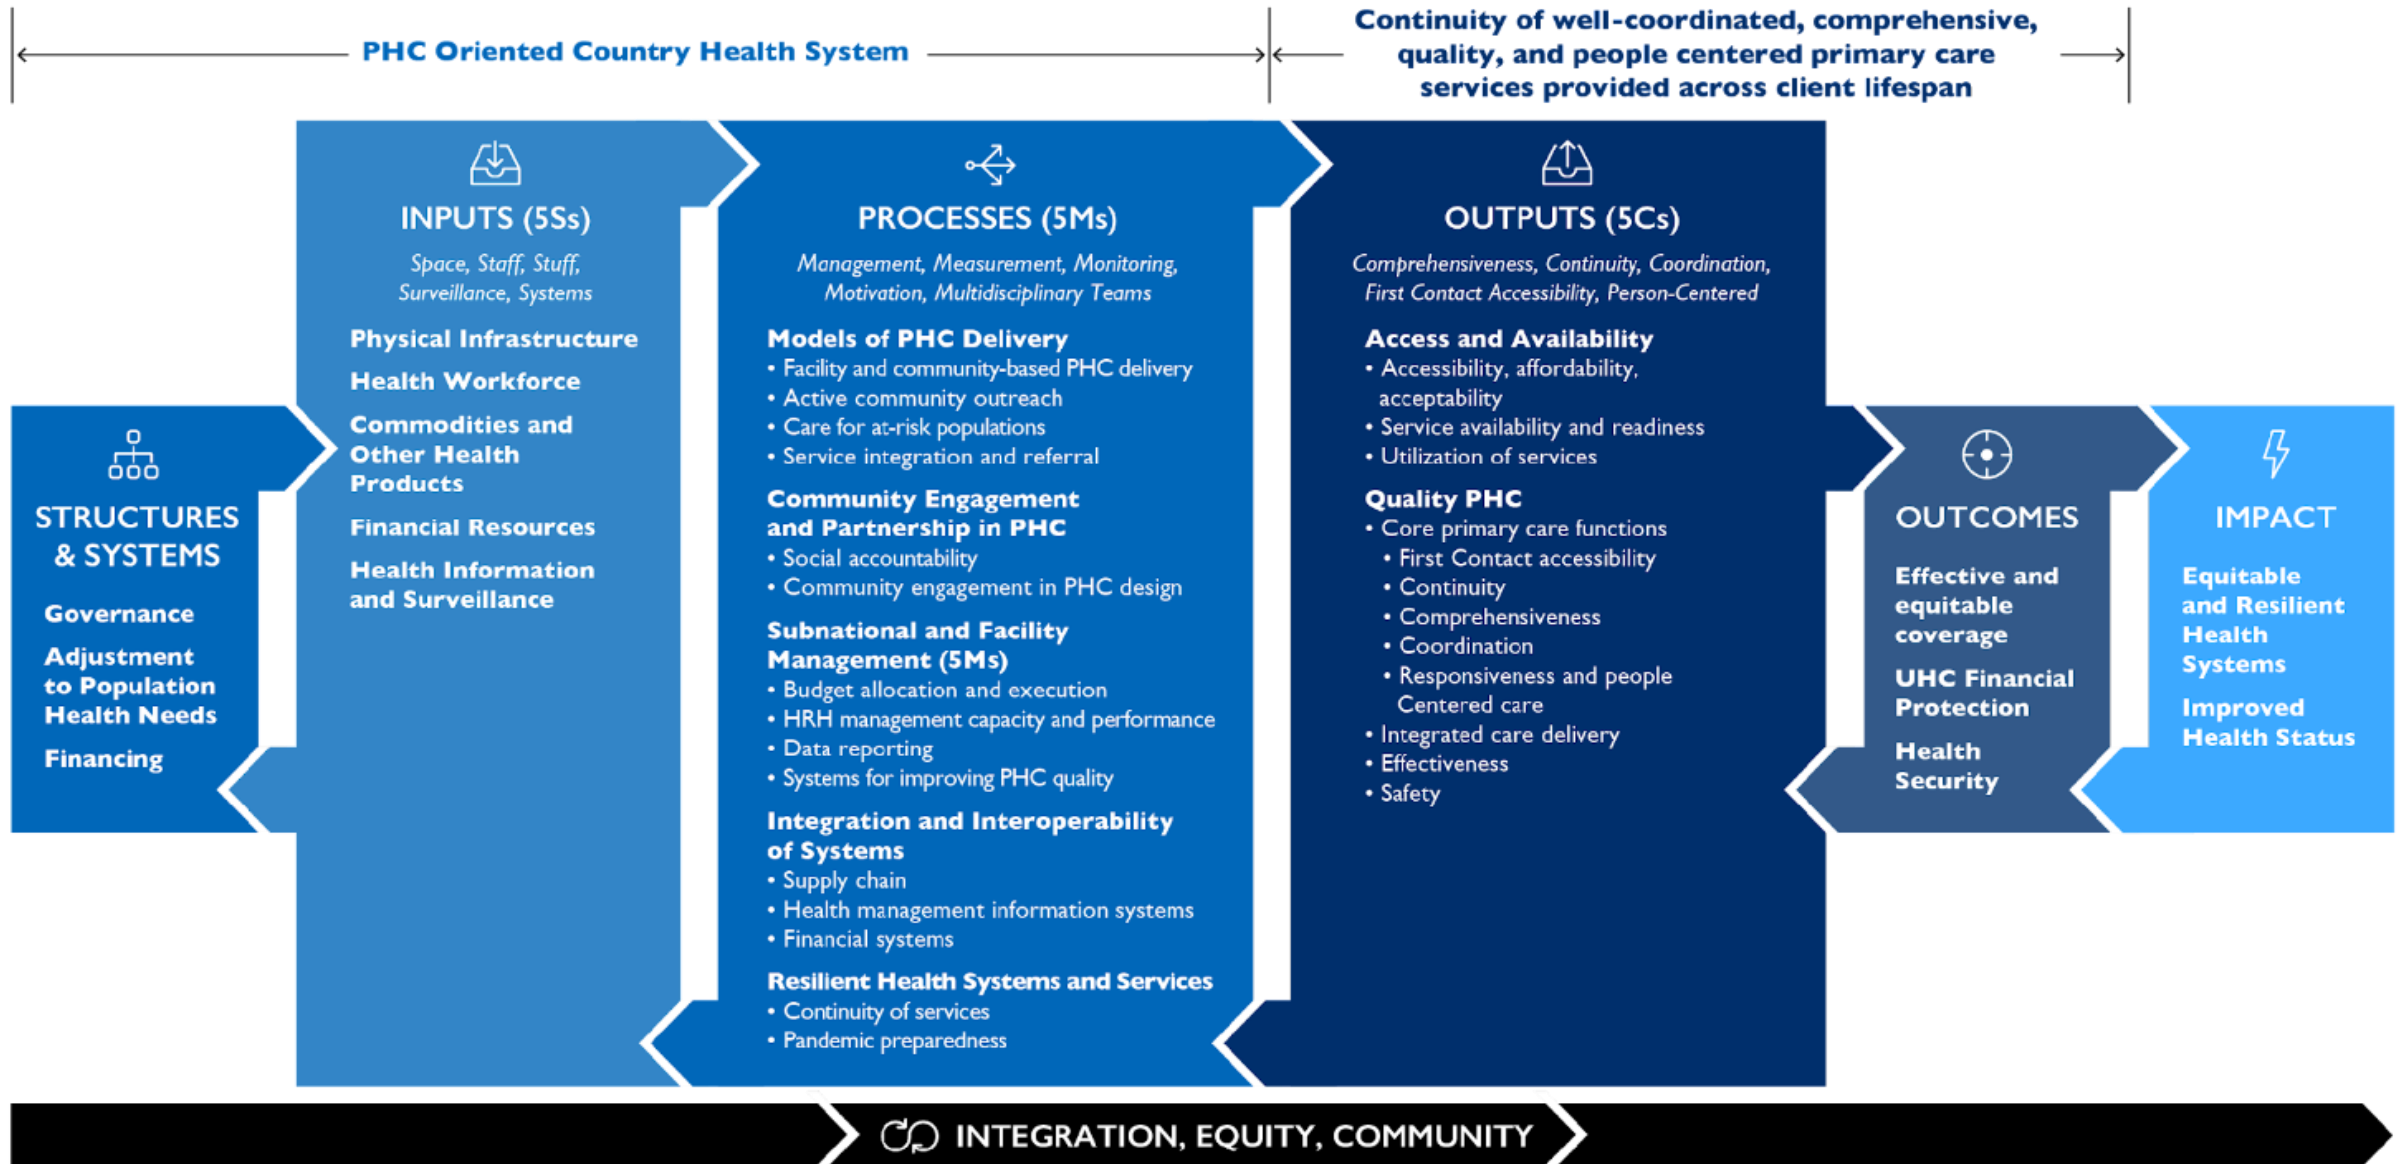 PHC Oriented Country Health System
Continuity of well-coordinated, comprehensive,
quality, and people centered primary care
services provided across client lifespan
STRUCTURES
& SYSTEMS
Governance
Adjustment
to Population
Health Needs
Financing
INPUTS (5Ss)
Space, Staff, Stuff,
Surveillance, Systems
Physical Infrastructure
Health Workforce
Commodities and
Other Health
Products
Financial Resources
Health Information
and Surveillance
PROCESSES (5Ms)
Management, Measurement, Monitoring,
Motivation, Multidisciplinary Teams
Models of PHC Delivery
• Facility and community-based PHC delivery
• Active community outreach
• Care for at-risk populations
• Service integration and referral
Community Engagement
and Partnership in PHC
• Social accountability
• Community engagement in PHC design
Subnational and Facility
Management (5Ms)
• Budget allocation and execution
• HRH management capacity and performance
• Data reporting
• Systems for improving PHC quality
Integration and Interoperability
of Systems
• Supply chain
• Health management information systems
• Financial systems
Resilient Health Systems and Services
• Continuity of services
• Pandemic preparedness
OUTPUTS (5Cs)
Comprehensiveness, Continuity, Coordination,
First Contact Accessibility, Person-Centered
Access and Availability
• Accessibility, affordability,
acceptability
• Service availability and readiness
• Utilization of services
Quality PHC
• Core primary care functions
• First Contact accessibility
• Continuity
• Comprehensiveness
• Coordination
• Responsiveness and people
Centered care
• Integrated care delivery
• Effectiveness
• Safety
OUTCOMES
Effective and
equitable
coverage
UHC Financial
Protection
Health
Security
IMPACT
Equitable
and Resilient
Health
Systems
Improved
Health Status
INTEGRATION, EQUITY, COMMUNITY